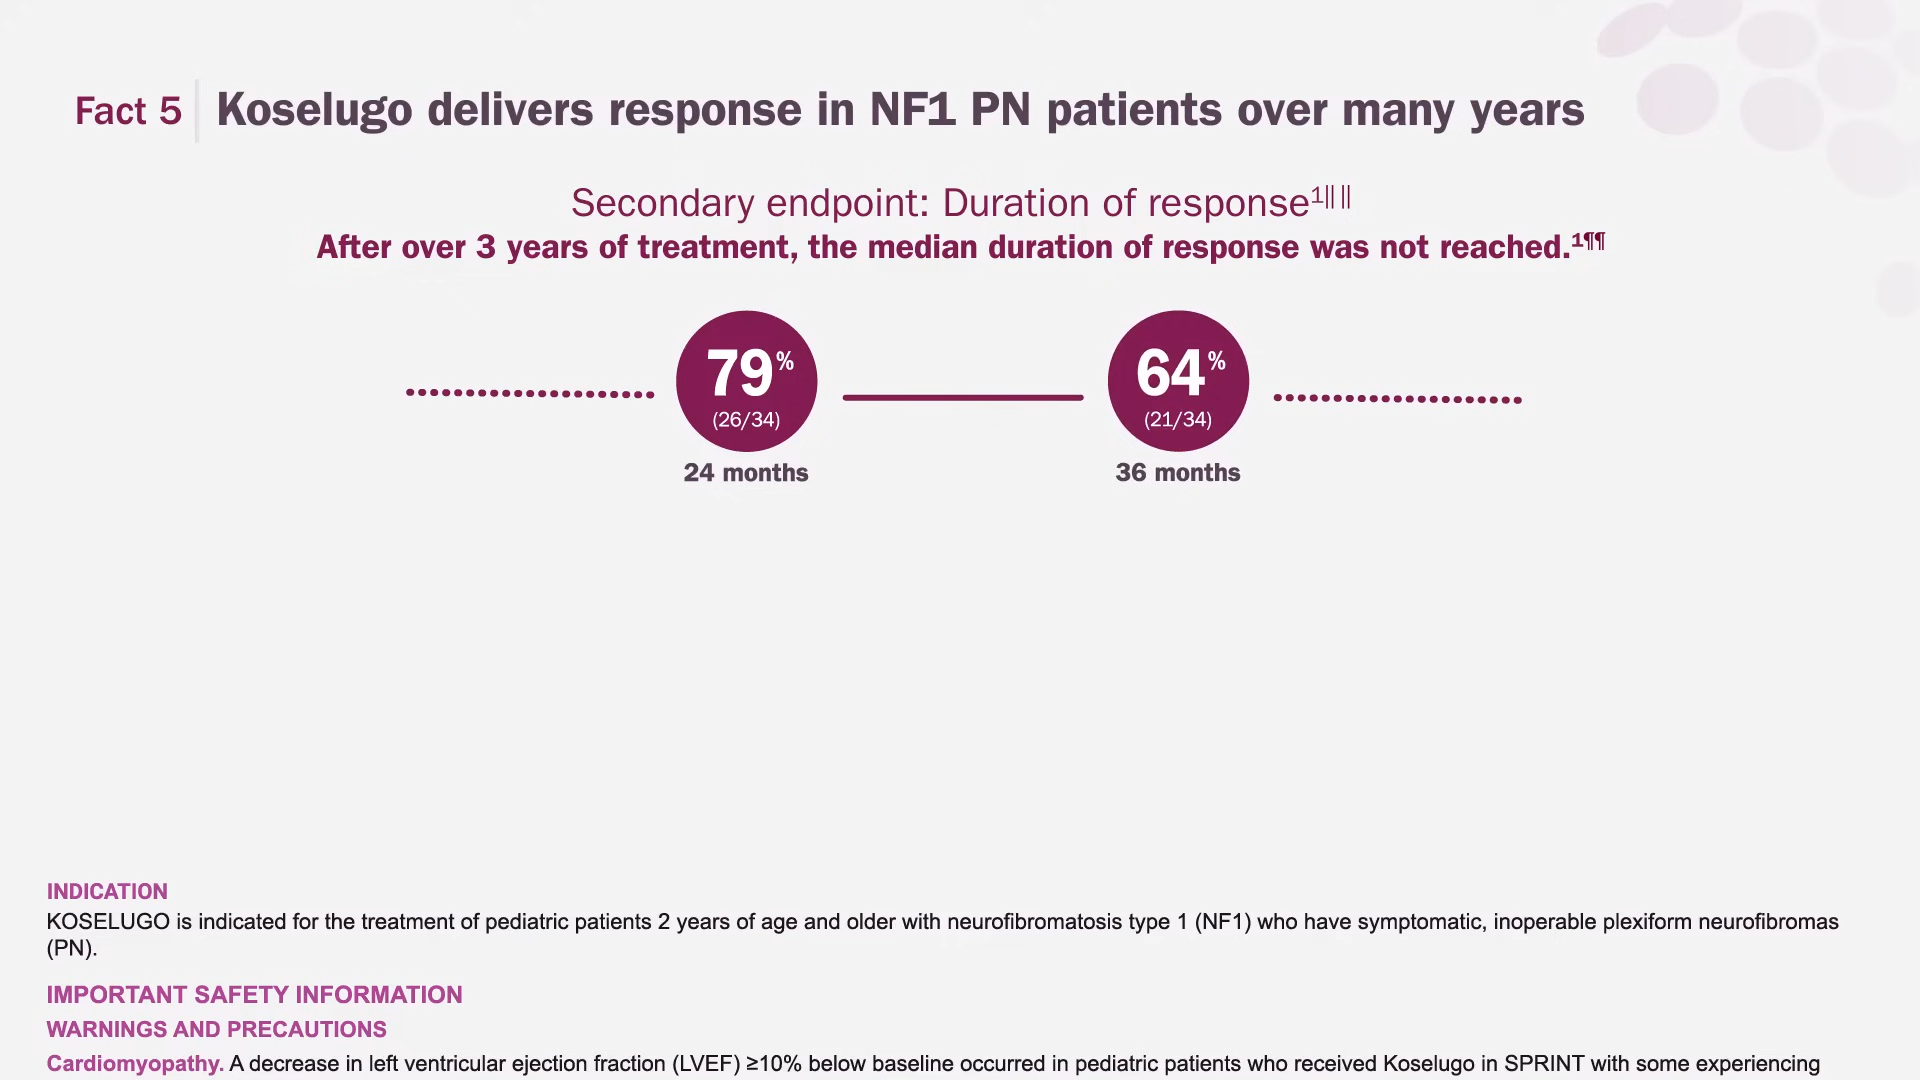 Fact 5 Koselugo delivers response in NF1 PN patients over many years
Secondary endpoint: Duration of response1‖‖
After over 3 years of treatment, the median duration of response was not reached.1¶¶
79%
(26/34)
24 months
64%
(21/34)
36 months
INDICATION
KOSELUGO is indicated for the treatment of pediatric patients 2 years of age and older with neurofibromatosis type 1 (NF1) who have symptomatic, inoperable plexiform neurofibromas
(PN).
IMPORTANT SAFETY INFORMATION
WARNINGS AND PRECAUTIONS
Cardiomyopathy. A decrease in left ventricular ejection fraction (LVEF) ≥10% below baseline occurred in pediatric patients who received Koselugo in SPRINT with some experiencing